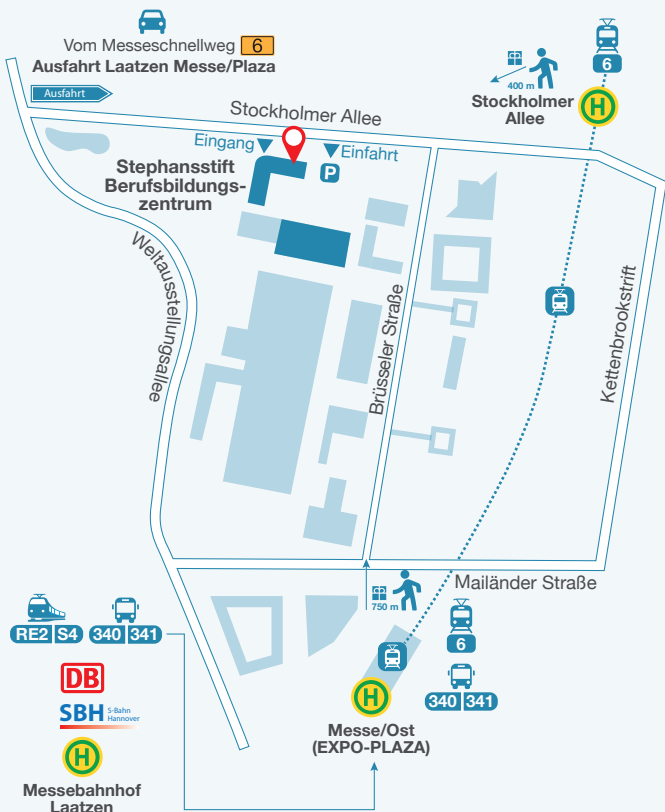 Vom Messeschnellweg 6
Ausfahrt Laatzen Messe/Plaza
Ausfahrt
6
400 m
Stockholmer
Allee
H
Stockholmer Allee
Eingang
Einfahrt
P
Stephansstift
Berufsbildungs-
zentrum
Weltausstellungsallee
Brüsseler Straße
Kettenbrookstrift
Mailänder Straße
750 m
6
340 341
H
Messe/Ost
(EXPO-PLAZA)
RE2 S4 340 341
DB
SBH S-Bahn
Hannover
H
Messebahnhof
Laatzen